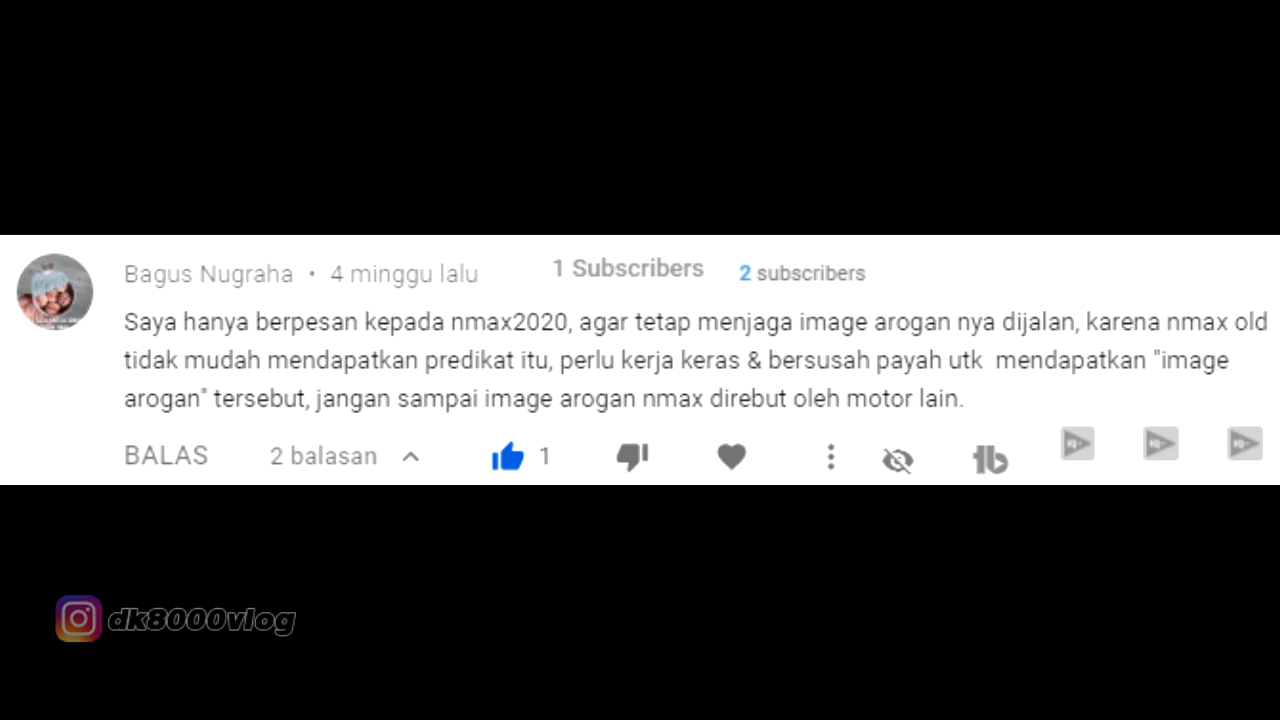 Bagus Nugraha • 4 minggu lalu 1 Subscribers 2 subscribers
Saya hanya berpesan kepada nmax2020, agar tetap menjaga image arogan nya dijalan, karena nmax old
tidak mudah mendapatkan predikat itu, perlu kerja keras & bersusah payah utk mendapatkan "image
arogan" tersebut, jangan sampai image arogan nmax direbut oleh motor lain.
BALAS 2 balasan 1
dk8000vlog